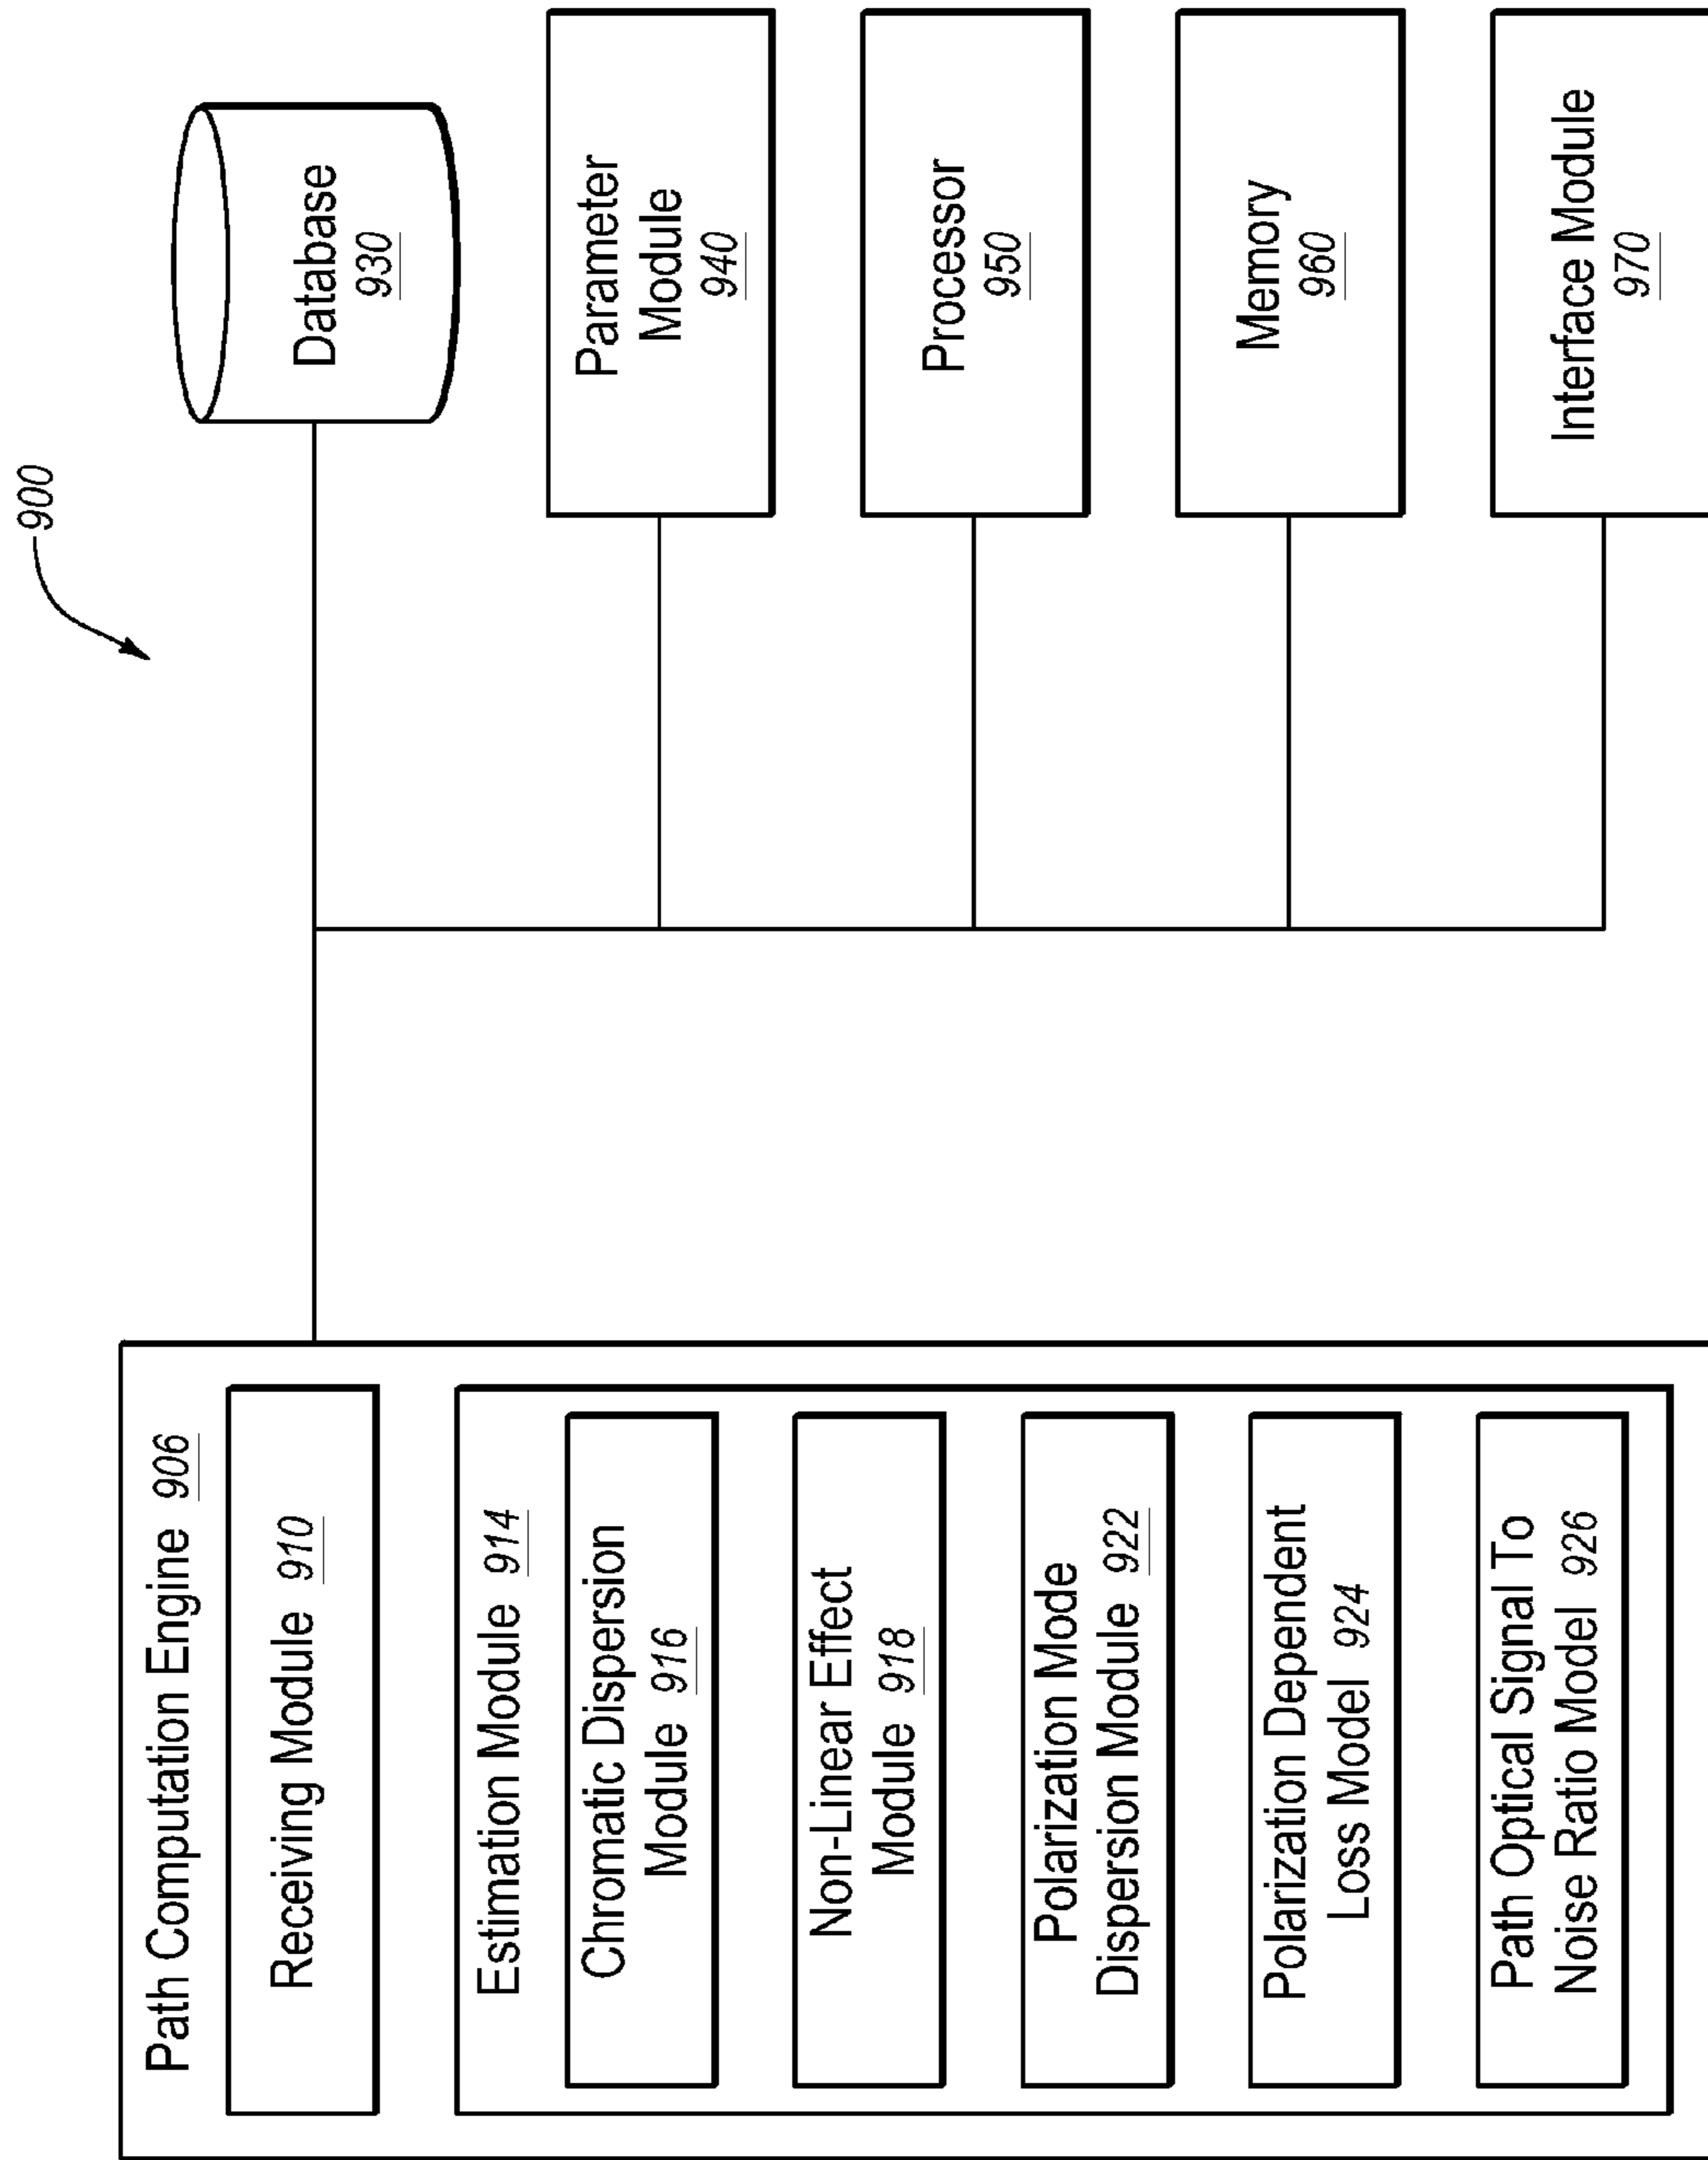 900
Path Computation Engine 906
Receiving Module 910
Estimation Module 914
Chromatic Dispersion
Module 916
Non-Linear Effect
Module 918
Polarization Mode
Dispersion Module 922
Polarization Dependent
Loss Model 924
Path Optical Signal To
Noise Ratio Model 926
Database
930
Parameter
Module
940
Processor
950
Memory
960
Interface Module
970